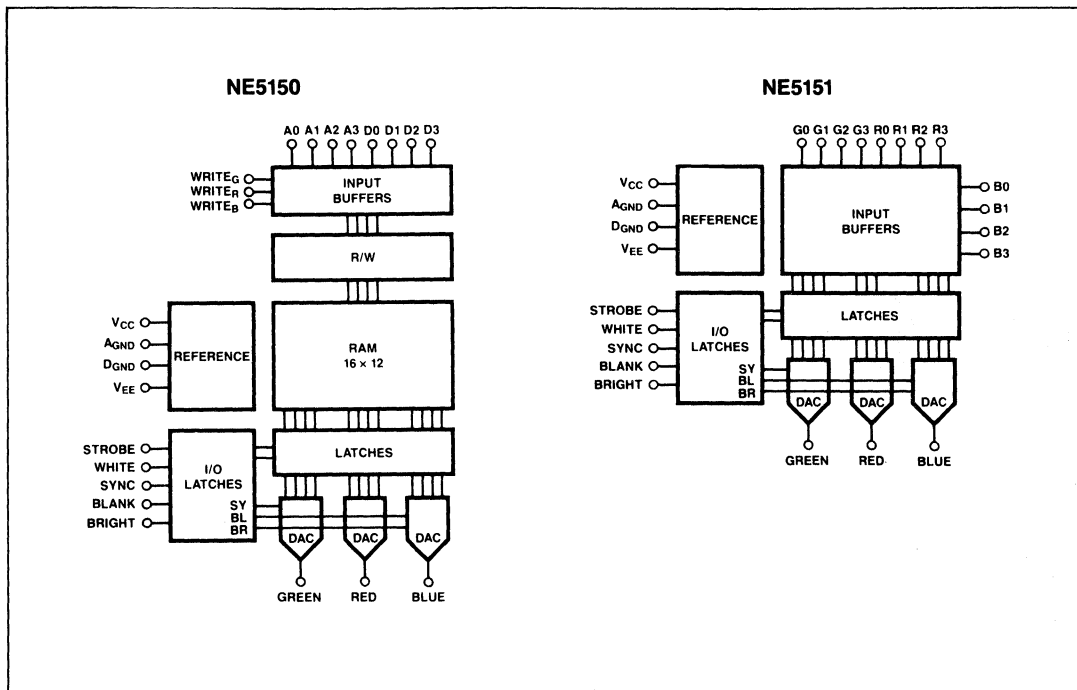 NE5150
A0 A1 A2 A3 D0 D1 D2 D3
WRITEG
WRITER
WRITEB
INPUT
BUFFERS
R/W
VCC
AGND
DGND
VEE
REFERENCE
RAM
16 × 12
STROBE
WHITE
SYNC
BLANK
BRIGHT
I/O
LATCHES
SY
BL
BR
LATCHES
DAC
DAC
DAC
GREEN
RED
BLUE
NE5151
G0 G1 G2 G3 R0 R1 R2 R3
VCC
AGND
DGND
VEE
REFERENCE
INPUT
BUFFERS
B0
B1
B2
B3
STROBE
WHITE
SYNC
BLANK
BRIGHT
I/O
LATCHES
SY
BL
BR
LATCHES
DAC
DAC
DAC
GREEN
RED
BLUE